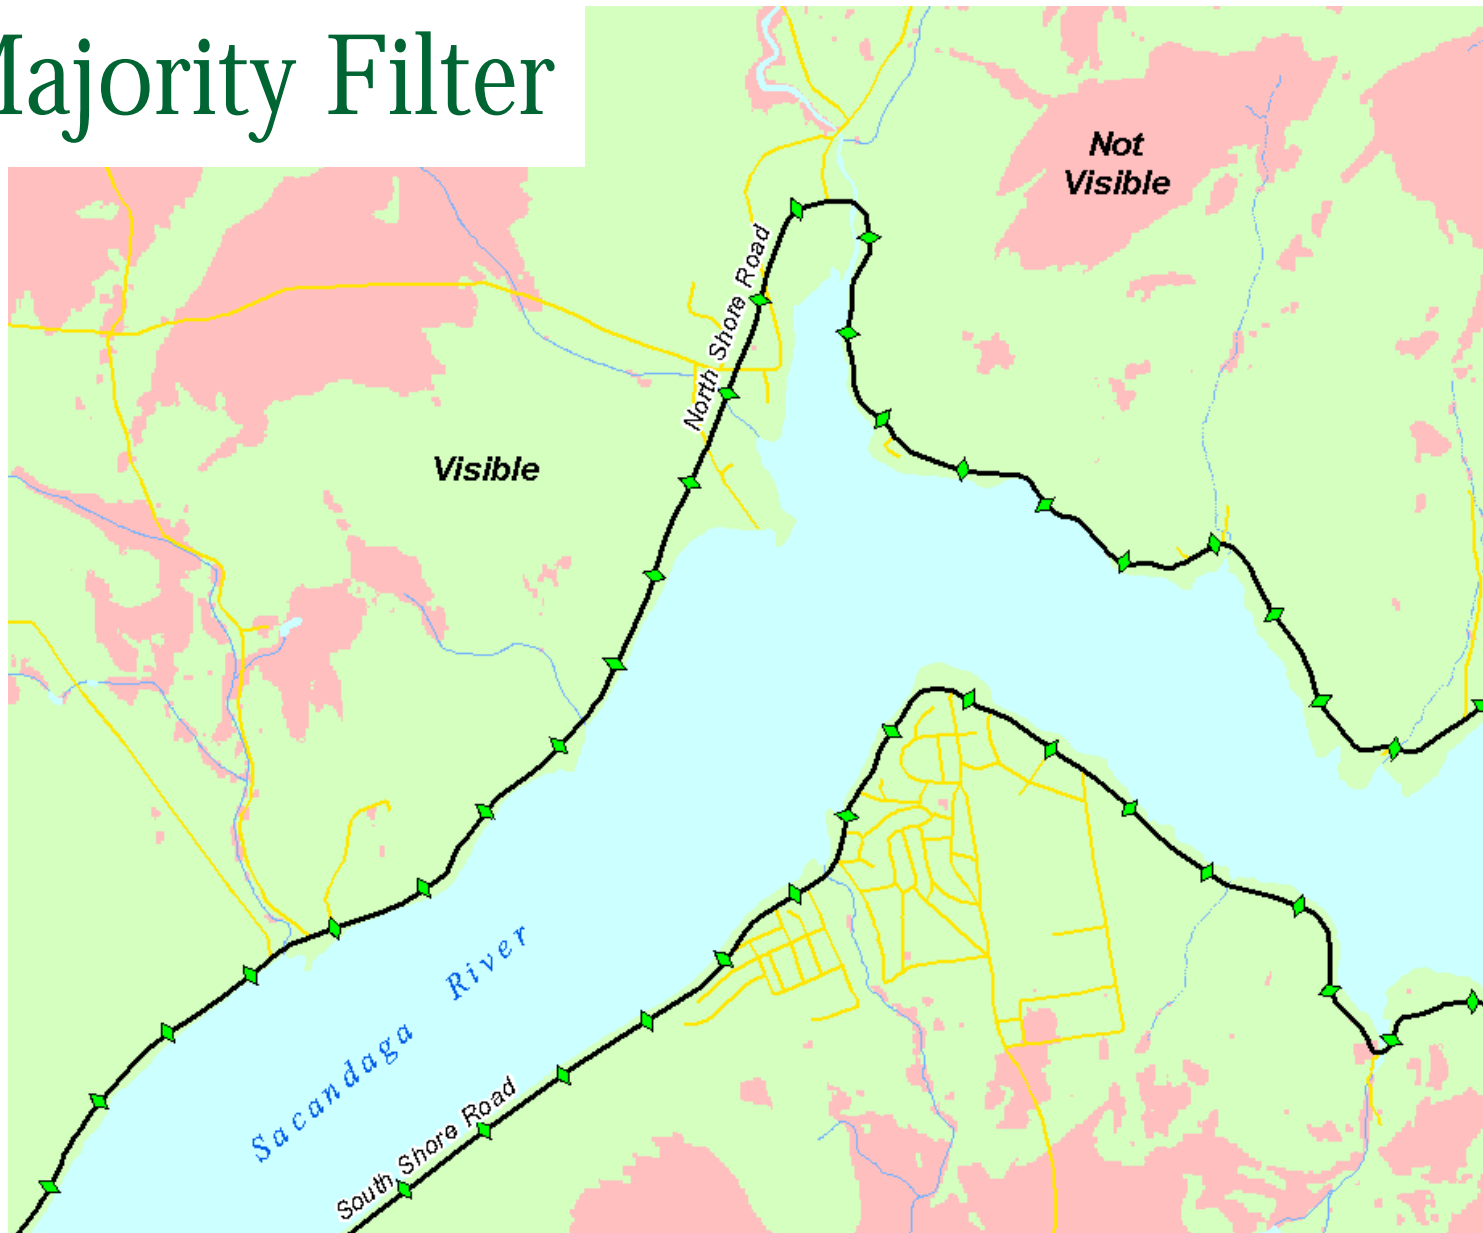 Majority Filter
Not
Visible
North Shore Road
Visible
Sacandaga River
South Shore Road